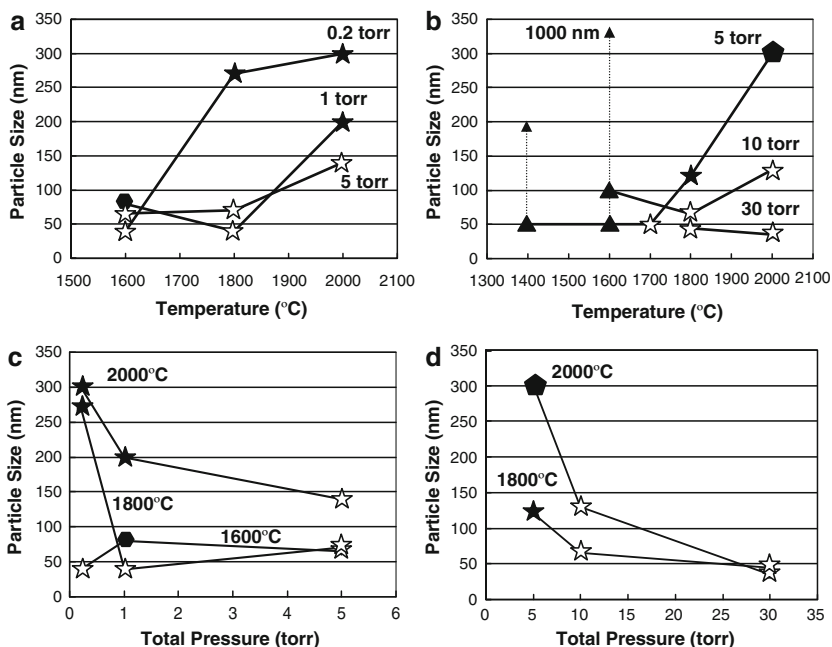 a
350
300
250
200
150
100
50
0
Particle Size (nm)
0.2 torr
1 torr
5 torr
1500 1600 1700 1800 1900 2000 2100
Temperature (°C)
b
350
300
250
200
150
100
50
0
Particle Size (nm)
1000 nm
5 torr
10 torr
30 torr
1300 1400 1500 1600 1700 1800 1900 2000 2100
Temperature (°C)
c
350
300
250
200
150
100
50
0
Particle Size (nm)
2000°C
1800°C
1600°C
0 1 2 3 4 5 6
Total Pressure (torr)
d
350
300
250
200
150
100
50
0
Particle Size (nm)
2000°C
1800°C
0 5 10 15 20 25 30 35
Total Pressure (torr)